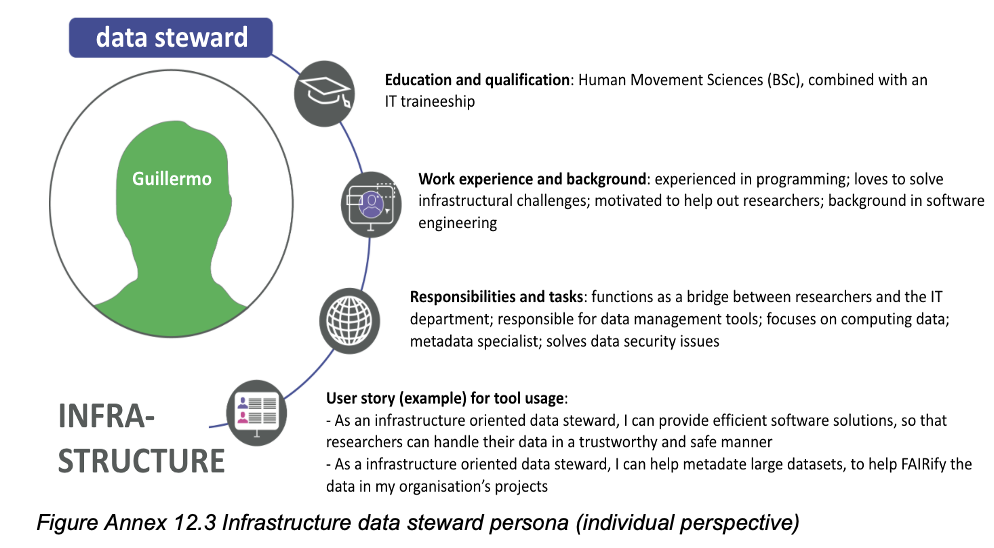 data steward
Guillermo
Education and qualification: Human Movement Sciences (BSc), combined with an
IT traineeship
Work experience and background: experienced in programming; loves to solve
infrastructural challenges; motivated to help out researchers; background in software
engineering
Responsibilities and tasks: functions as a bridge between researchers and the IT
department; responsible for data management tools; focuses on computing data;
metadata specialist; solves data security issues
INFRA-
STRUCTURE
User story (example) for tool usage:
- As an infrastructure oriented data steward, I can provide efficient software solutions, so that
researchers can handle their data in a trustworthy and safe manner
- As a infrastructure oriented data steward, I can help metadate large datasets, to help FAIRify the
data in my organisation's projects
Figure Annex 12.3 Infrastructure data steward persona (individual perspective)